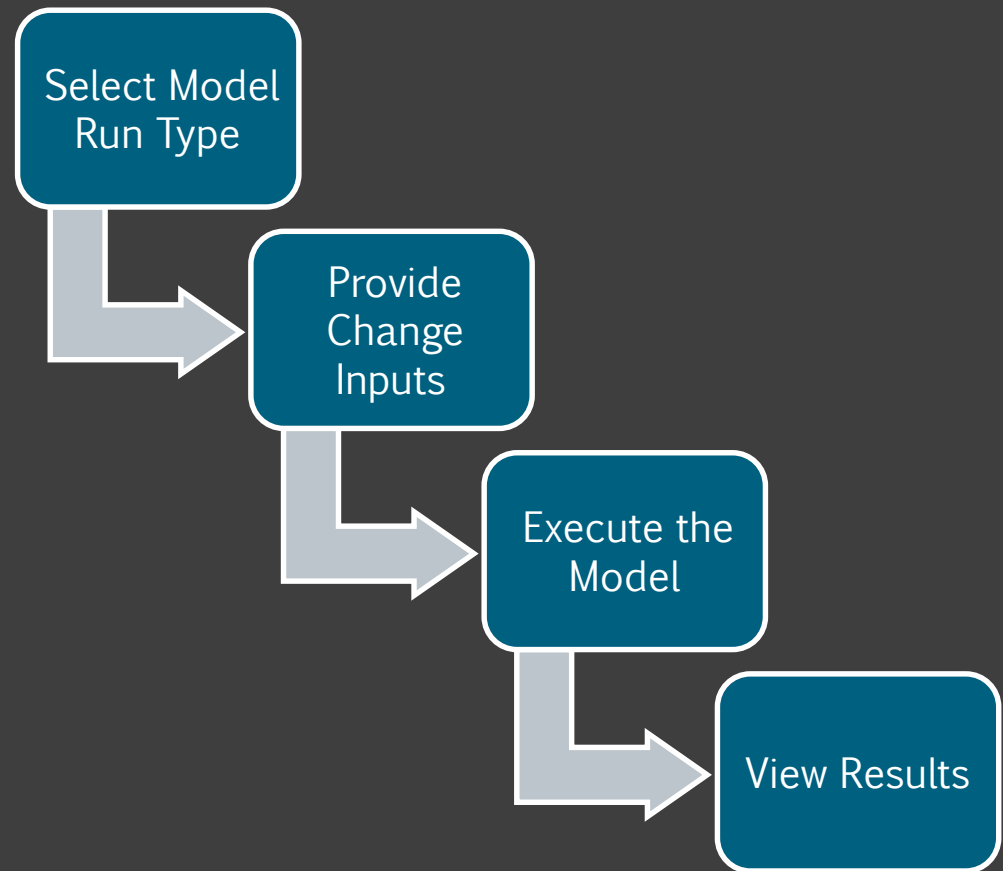 Select Model
Run Type
Provide
Change
Inputs
Execute the
Model
View Results